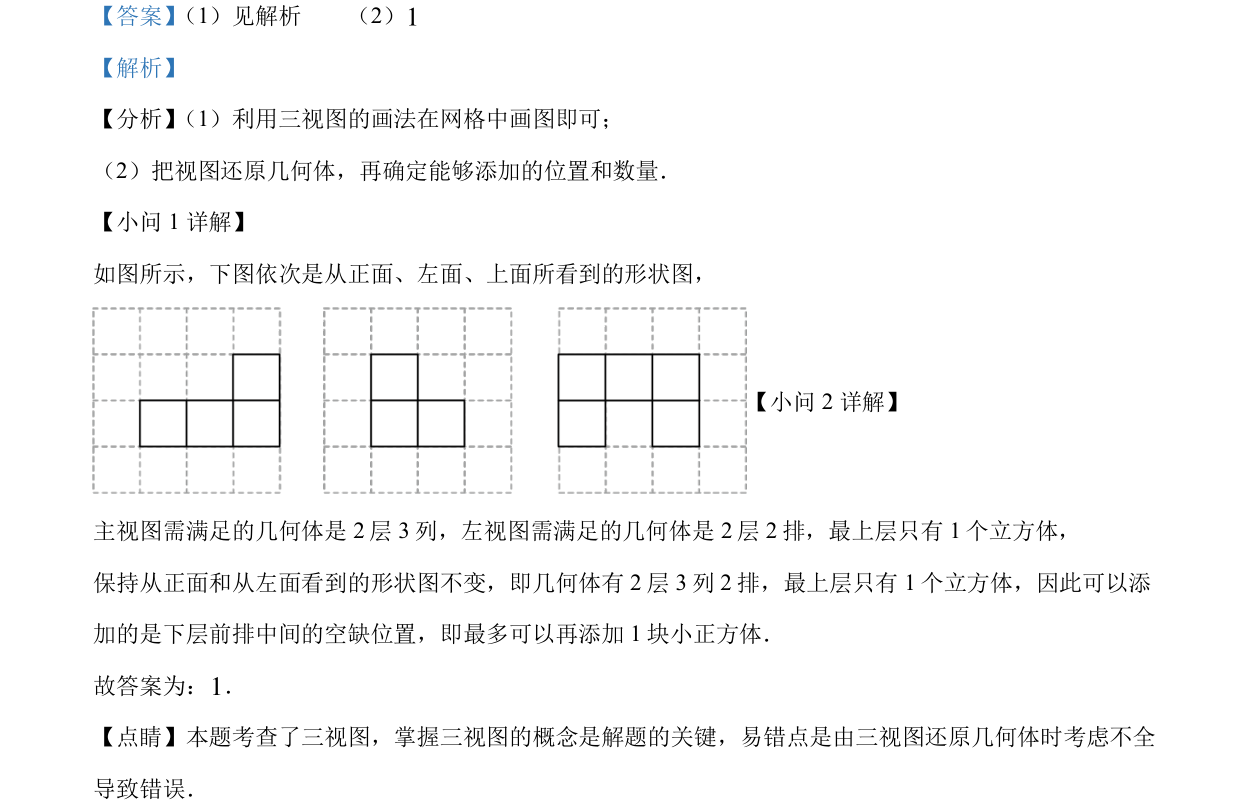 【答案】（1）见解析 （2）1
【解析】
【分析】（1）利用三视图的画法在网格中画图即可；
（2）把视图还原几何体，再确定能够添加的位置和数量．
【小问 1 详解】
如图所示，下图依次是从正面、左面、上面所看到的形状图，
【小问 2 详解】
主视图需满足的几何体是 2 层 3 列，左视图需满足的几何体是 2 层 2 排，最上层只有 1 个立方体，
保持从正面和从左面看到的形状图不变，即几何体有 2 层 3 列 2 排，最上层只有 1 个立方体，因此可以添
加的是下层前排中间的空缺位置，即最多可以再添加 1 块小正方体．
故答案为：1．
【点睛】本题考查了三视图，掌握三视图的概念是解题的关键，易错点是由三视图还原几何体时考虑不全
导致错误．